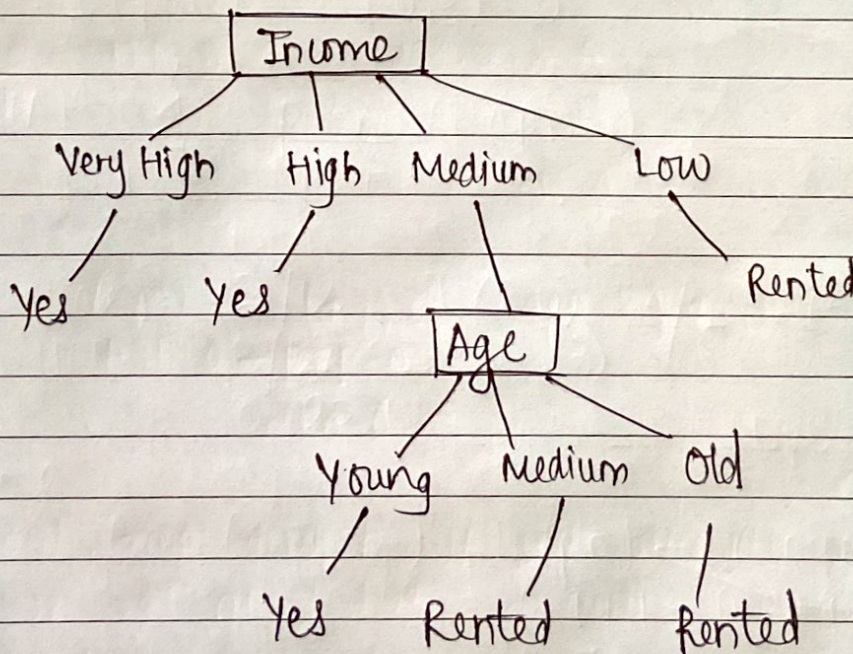 Income
Very High High Medium Low
Yes Yes Rented
Age
Young Medium Old
Yes Rented Rented